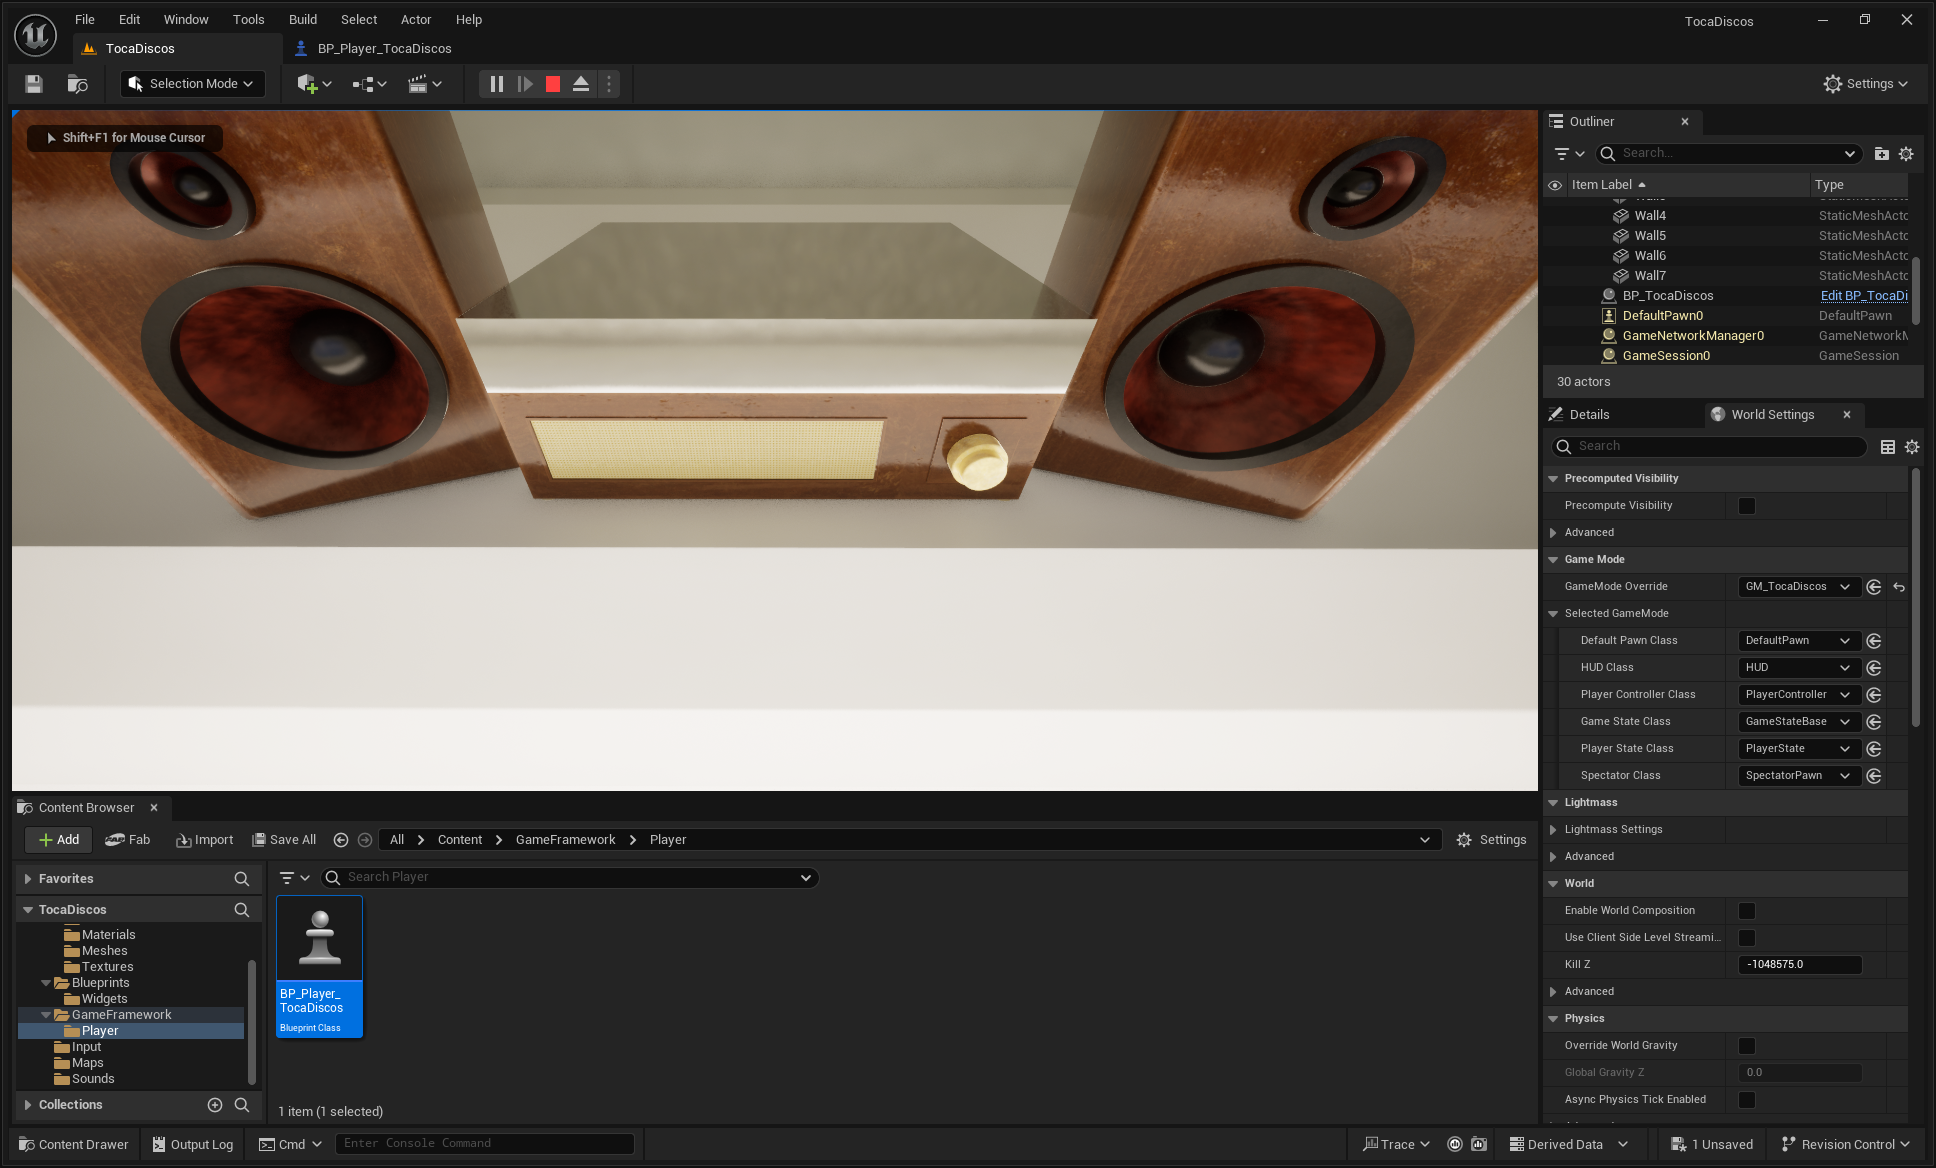 File Edit Window Tools Build Select Actor Help
TocaDiscos
TocaDiscos
BP_Player_TocaDiscos
Selection Mode
Settings
Shift+F1 for Mouse Cursor
Outliner
Search...
Item Label
Type
Wall4 StaticMeshActo
Wall5 StaticMeshActo
Wall6 StaticMeshActo
Wall7 StaticMeshActo
BP_TocaDiscos Edit BP_TocaDi
DefaultPawn0 DefaultPawn
GameNetworkManager0 GameNetworkM
GameSession0 GameSession
30 actors
Details
World Settings
Search
Precomputed Visibility
Precompute Visibility
Advanced
Game Mode
GameMode Override GM_TocaDiscos
Selected GameMode
Default Pawn Class DefaultPawn
HUD Class HUD
Player Controller Class PlayerController
Game State Class GameStateBase
Player State Class PlayerState
Spectator Class SpectatorPawn
Lightmass
Lightmass Settings
Advanced
World
Enable World Composition
Use Client Side Level Streami...
Kill Z -1048575.0
Advanced
Physics
Override World Gravity
Global Gravity Z 0.0
Async Physics Tick Enabled
Content Browser
Add Fab Import Save All All Content GameFramework Player Settings
Favorites
TocaDiscos
Materials
Meshes
Textures
Blueprints
Widgets
GameFramework
Player
Input
Maps
Sounds
Collections
Search Player
BP_Player_
TocaDiscos
Blueprint Class
1 item (1 selected)
Content Drawer Output Log Cmd Enter Console Command Trace Derived Data 1 Unsaved Revision Control